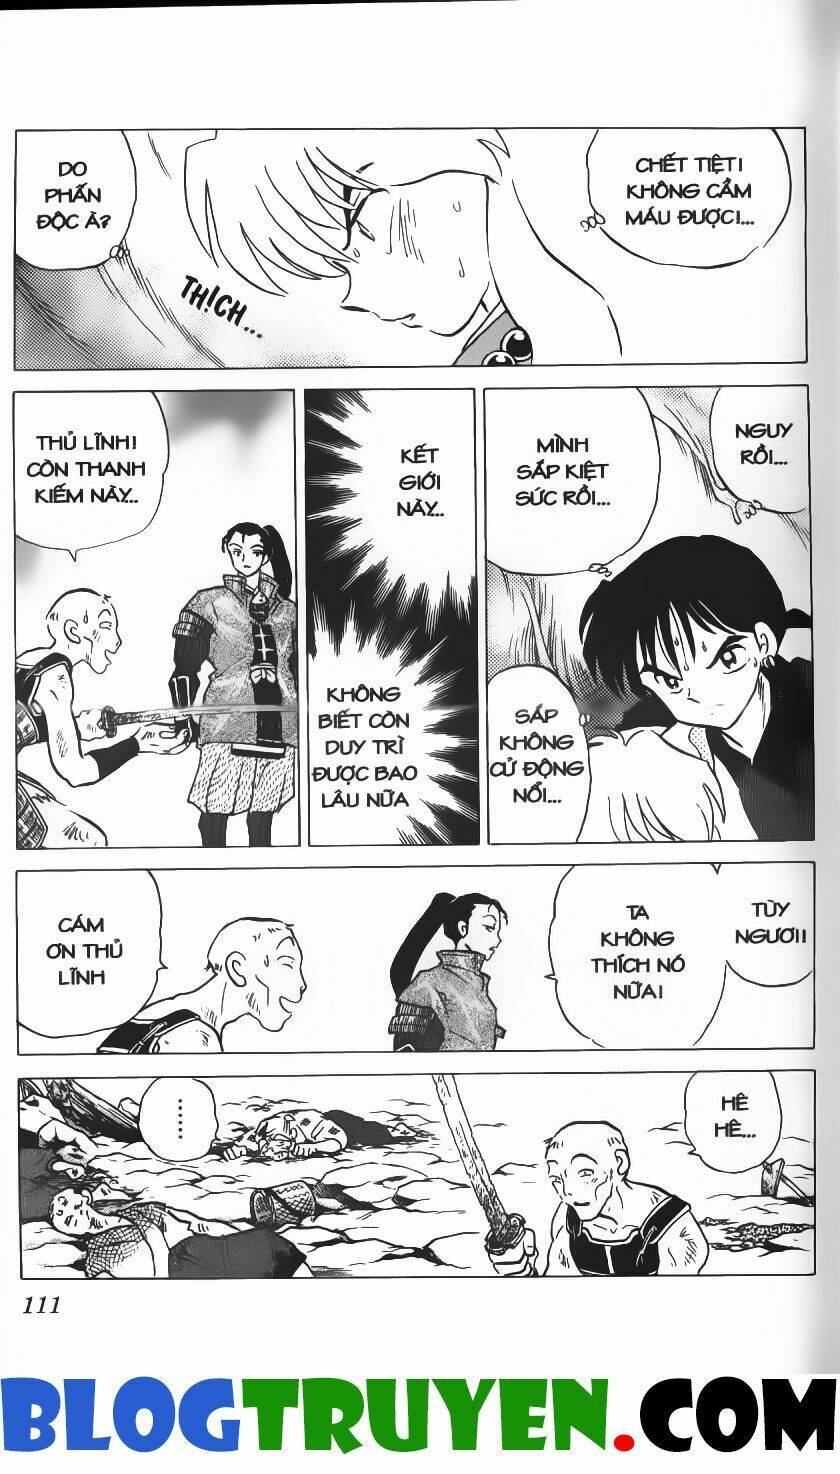 CHẾT TIỆT!
KHÔNG CẦM
MÁU ĐƯỢC!...
DO
PHẤN
ĐỘC À?
THỊCH...
NGUY
RỒI...
MÌNH
SẮP KIỆT
SỨC RỒI...
SẮP
KHÔNG
CỬ ĐỘNG
NỔI...
KẾT
GIỚI
NÀY...
KHÔNG
BIẾT CÒN
DUY TRÌ
ĐƯỢC BAO
LÂU NỮA
THỦ LĨNH!
CÒN THANH
KIẾM NÀY...
TÙY
NGƯƠI!
TA
KHÔNG
THÍCH NÓ
NỮA!
CÁM
ƠN THỦ
LĨNH
HÊ
HÊ...
......
111
BLOGTRUYEN.COM